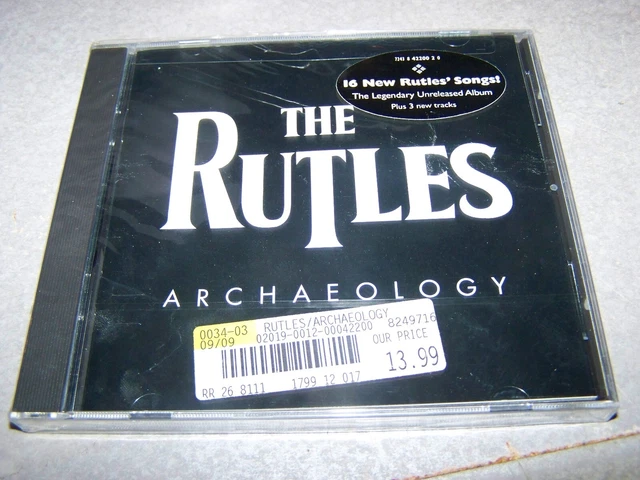 7243 8 42200 2 0
16 New Rutles' Songs!
The Legendary Unreleased Album
Plus 3 new tracks
THE
RUTLES
ARCHAEOLOGY
0034-03 RUTLES/ARCHAEOLOGY
09/09 02019-0012-00042200 8249716
OUR PRICE
13.99
RR 26 8111 1799 12 017